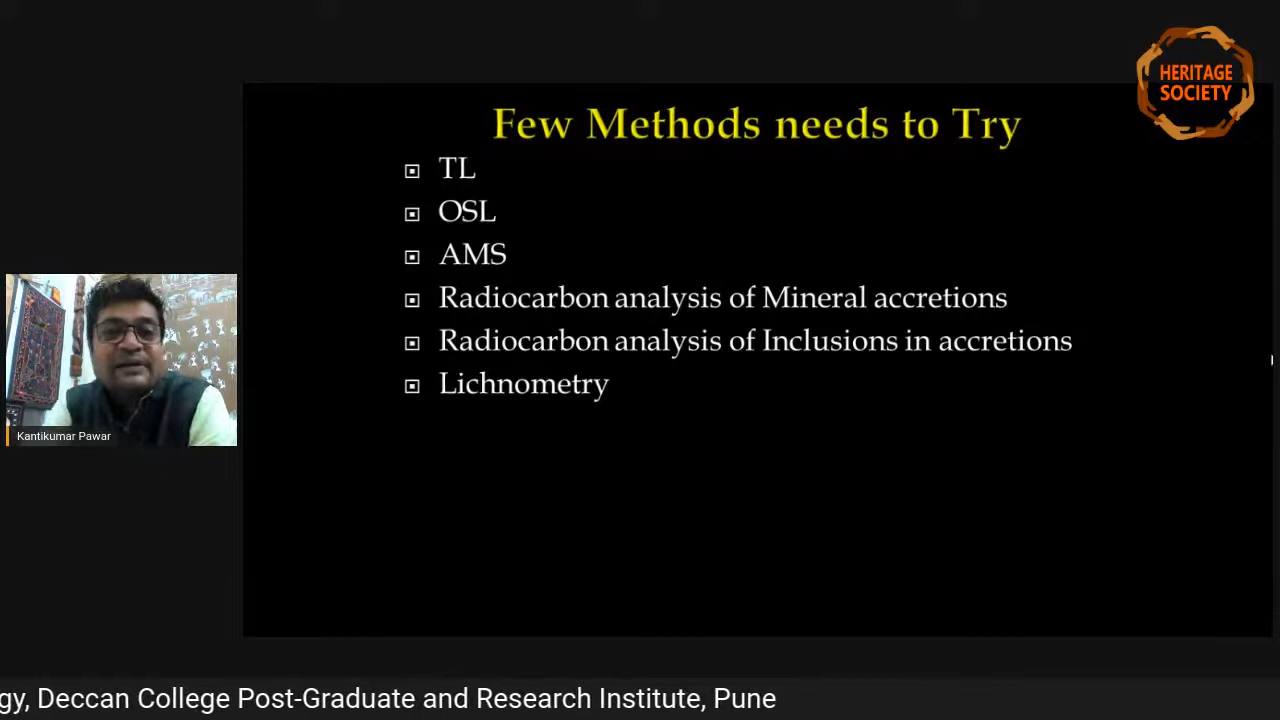 HERITAGE
SOCIETY
Few Methods needs to Try
TL
OSL
AMS
Radiocarbon analysis of Mineral accretions
Radiocarbon analysis of Inclusions in accretions
Lichnometry
Kantikumar Pawar
gy, Deccan College Post-Graduate and Research Institute, Pune